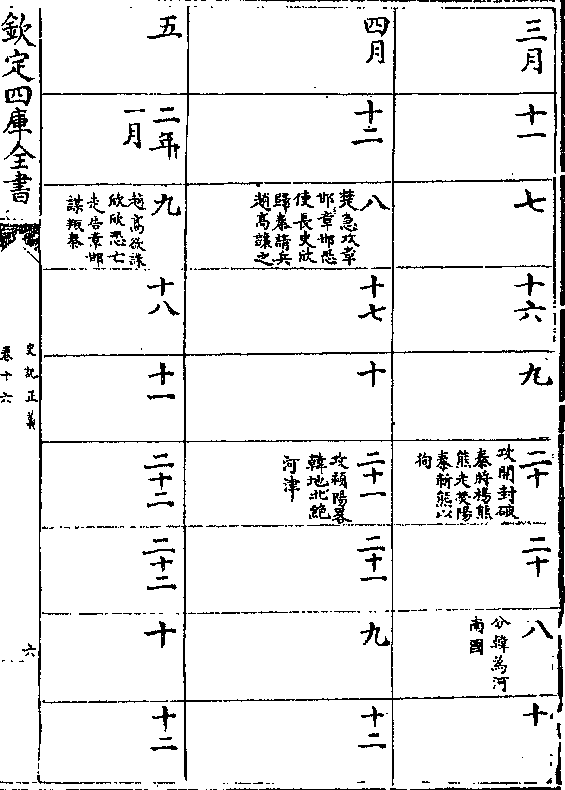 三月
十一
七
十六
九
二十
攻開封破
秦將楊熊
熊走滎陽
秦斬熊以
徇
二十
八
分韓為河
南國
十
四月
十二
八
楚急攻章
邯章邯恐
使長史欣
歸秦請兵
趙高讓之
十七
十
二十一
攻潁陽畧
韓地北絶
河津
二十一
九
十二
五
二年
一月
九
趙高欲誅
欣欣恐亡
走告章邯
謀叛秦
十八
十一
二十二
二十二
十
十二
欽定四庫全書
史記正義
卷十六
六